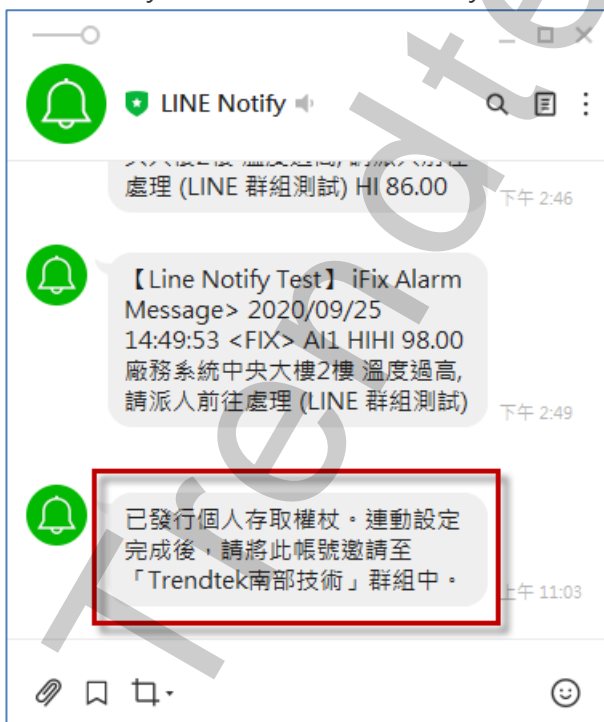 LINE Notify
處理 (LINE 群組測試) HI 86.00
下午 2:46
【Line Notify Test】 iFix Alarm
Message> 2020/09/25
14:49:53 <FIX> AI1 HIHI 98.00
廠務系統中央大樓2樓 溫度過高,
請派人前往處理 (LINE 群組測試)
下午 2:49
已發行個人存取權杖。連動設定
完成後，請將此帳號邀請至
「Trendtek南部技術」群組中。
上午 11:03